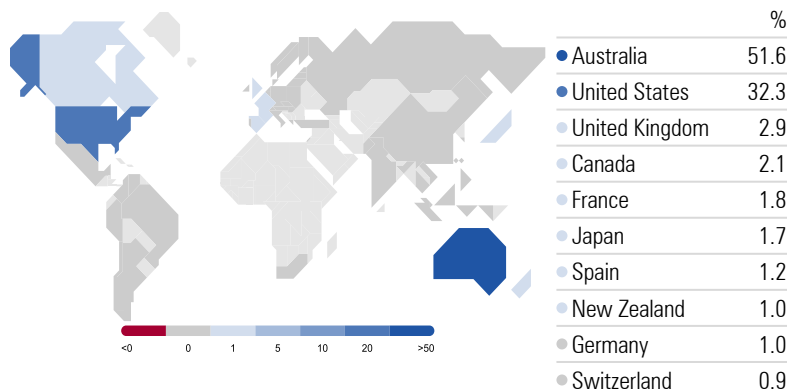 %
Australia 51.6
United States 32.3
United Kingdom 2.9
Canada 2.1
France 1.8
Japan 1.7
Spain 1.2
New Zealand 1.0
Germany 1.0
Switzerland 0.9
<0 0 1 5 10 20 >50